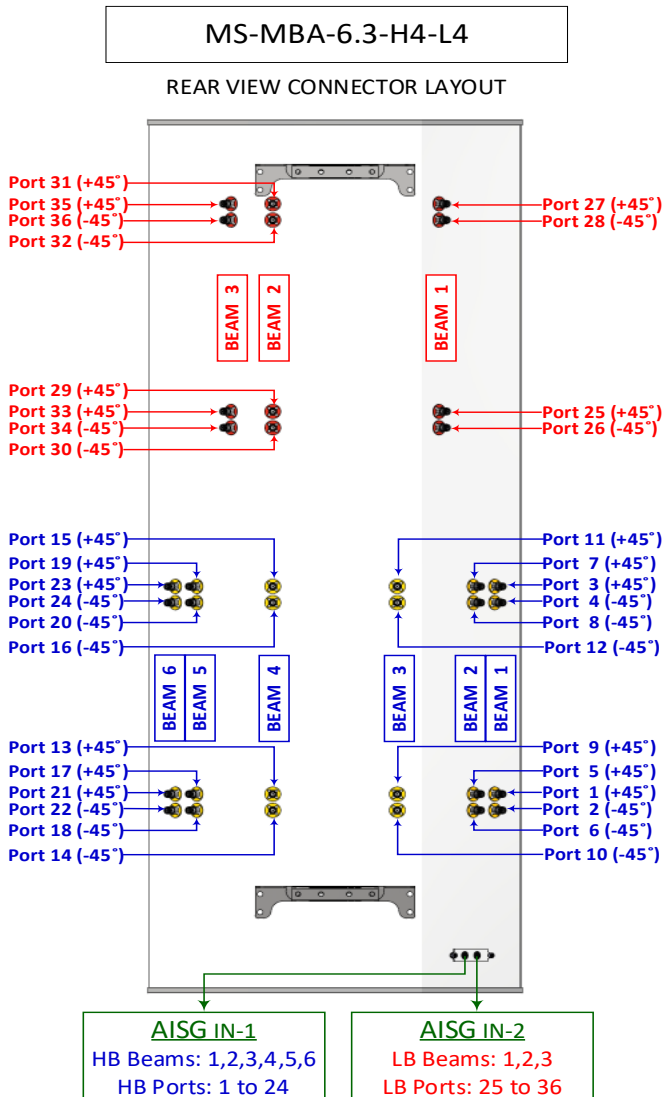 MS-MBA-6.3-H4-L4
REAR VIEW CONNECTOR LAYOUT
Port 31 (+45°)
Port 35 (+45°)
Port 36 (-45°)
Port 32 (-45°)
Port 27 (+45°)
Port 28 (-45°)
BEAM 3
BEAM 2
BEAM 1
Port 29 (+45°)
Port 33 (+45°)
Port 34 (-45°)
Port 30 (-45°)
Port 25 (+45°)
Port 26 (-45°)
Port 15 (+45°)
Port 19 (+45°)
Port 23 (+45°)
Port 24 (-45°)
Port 20 (-45°)
Port 16 (-45°)
Port 11 (+45°)
Port 7 (+45°)
Port 3 (+45°)
Port 4 (-45°)
Port 8 (-45°)
Port 12 (-45°)
BEAM 6
BEAM 5
BEAM 4
BEAM 3
BEAM 2
BEAM 1
Port 13 (+45°)
Port 17 (+45°)
Port 21 (+45°)
Port 22 (-45°)
Port 18 (-45°)
Port 14 (-45°)
Port 9 (+45°)
Port 5 (+45°)
Port 1 (+45°)
Port 2 (-45°)
Port 6 (-45°)
Port 10 (-45°)
AISG IN-1
HB Beams: 1,2,3,4,5,6
HB Ports: 1 to 24
AISG IN-2
LB Beams: 1,2,3
LB Ports: 25 to 36